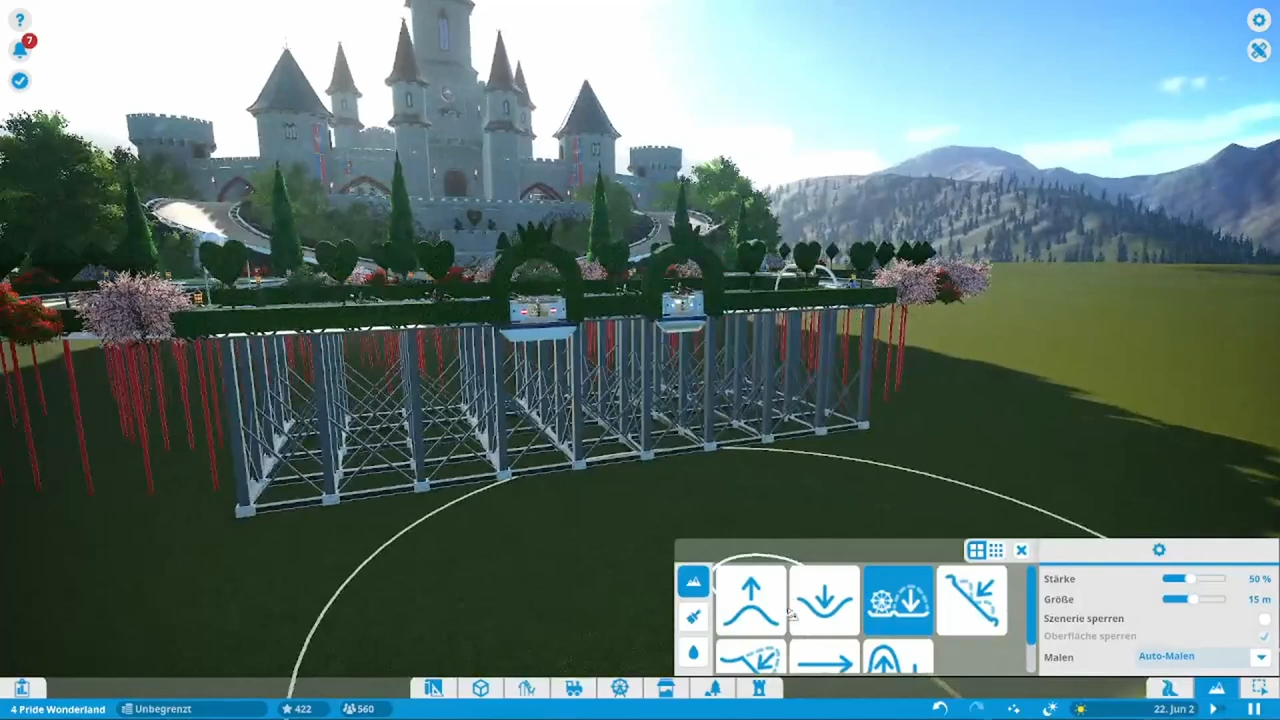 ?
7
Stärke 50 %
Größe 15 m
Szenerie sperren
Oberfläche sperren
Malen Auto-Malen
4 Pride Wonderland Unbegrenzt 422 560 22. Jun 2